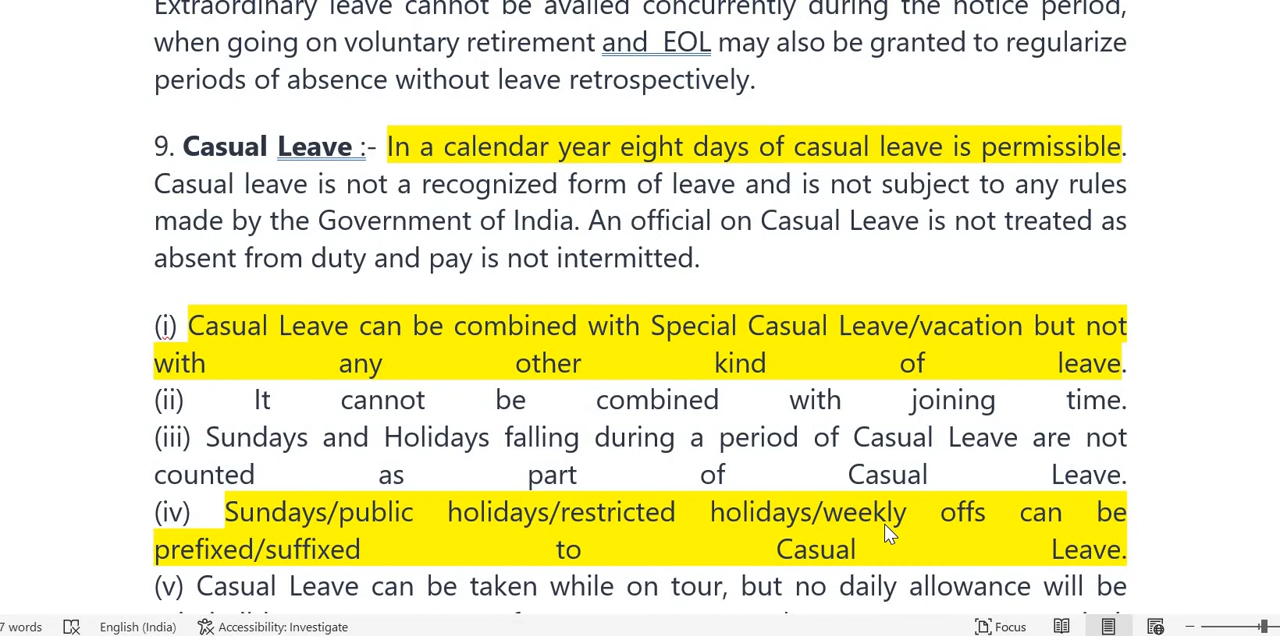 Extraordinary leave cannot be availed concurrently during the notice period,
when going on voluntary retirement and EOL may also be granted to regularize
periods of absence without leave retrospectively.
9. Casual Leave :- In a calendar year eight days of casual leave is permissible.
Casual leave is not a recognized form of leave and is not subject to any rules
made by the Government of India. An official on Casual Leave is not treated as
absent from duty and pay is not intermitted.
(i) Casual Leave can be combined with Special Casual Leave/vacation but not
with any other kind of leave.
(ii) It cannot be combined with joining time.
(iii) Sundays and Holidays falling during a period of Casual Leave are not
counted as part of Casual Leave.
(iv) Sundays/public holidays/restricted holidays/weekly offs can be
prefixed/suffixed to Casual Leave.
(v) Casual Leave can be taken while on tour, but no daily allowance will be
7 words English (India) Accessibility: Investigate Focus